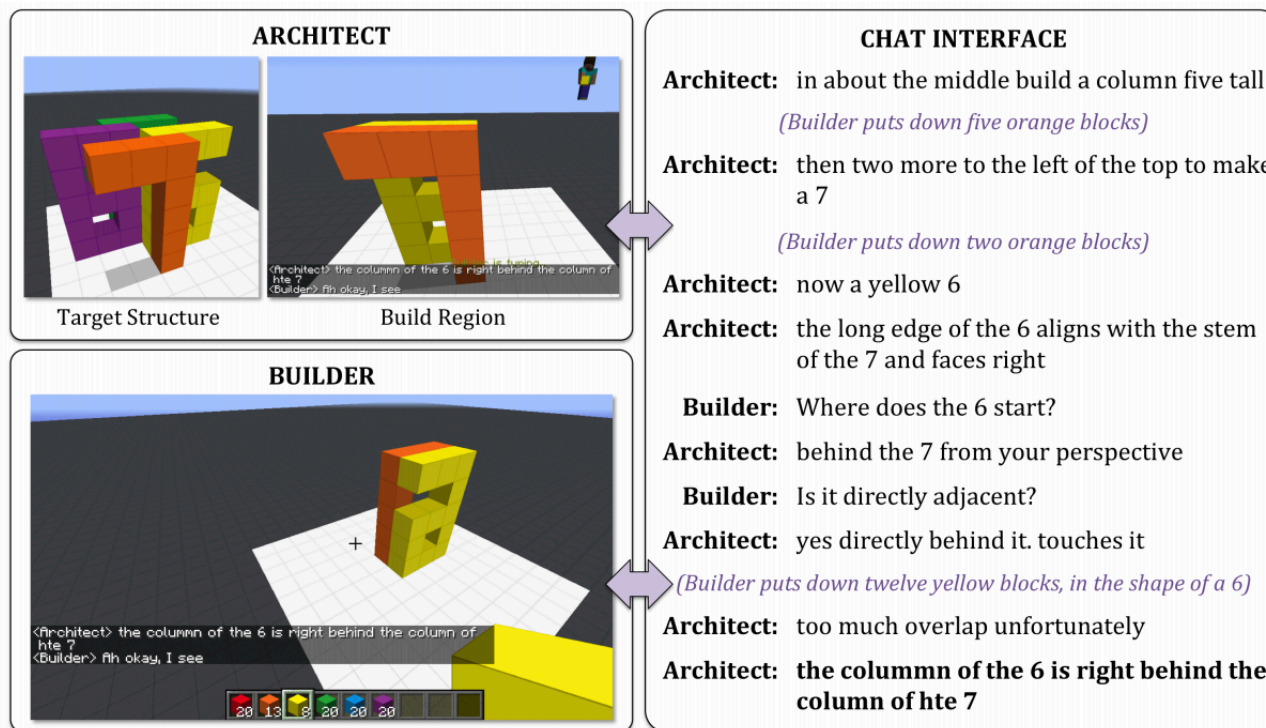 ARCHITECT
<Architect> the colummn of the 6 is right behind the column of
hte 7
<Builder> Ah okay, I see
Target Structure
Build Region
BUILDER
<Architect> the colummn of the 6 is right behind the column of
hte 7
<Builder> Ah okay, I see
20 13 8 20 20 20
CHAT INTERFACE
Architect: in about the middle build a column five tall
(Builder puts down five orange blocks)
Architect: then two more to the left of the top to make
a 7
(Builder puts down two orange blocks)
Architect: now a yellow 6
Architect: the long edge of the 6 aligns with the stem
of the 7 and faces right
Builder: Where does the 6 start?
Architect: behind the 7 from your perspective
Builder: Is it directly adjacent?
Architect: yes directly behind it. touches it
(Builder puts down twelve yellow blocks, in the shape of a 6)
Architect: too much overlap unfortunately
Architect: the colummn of the 6 is right behind the
column of hte 7